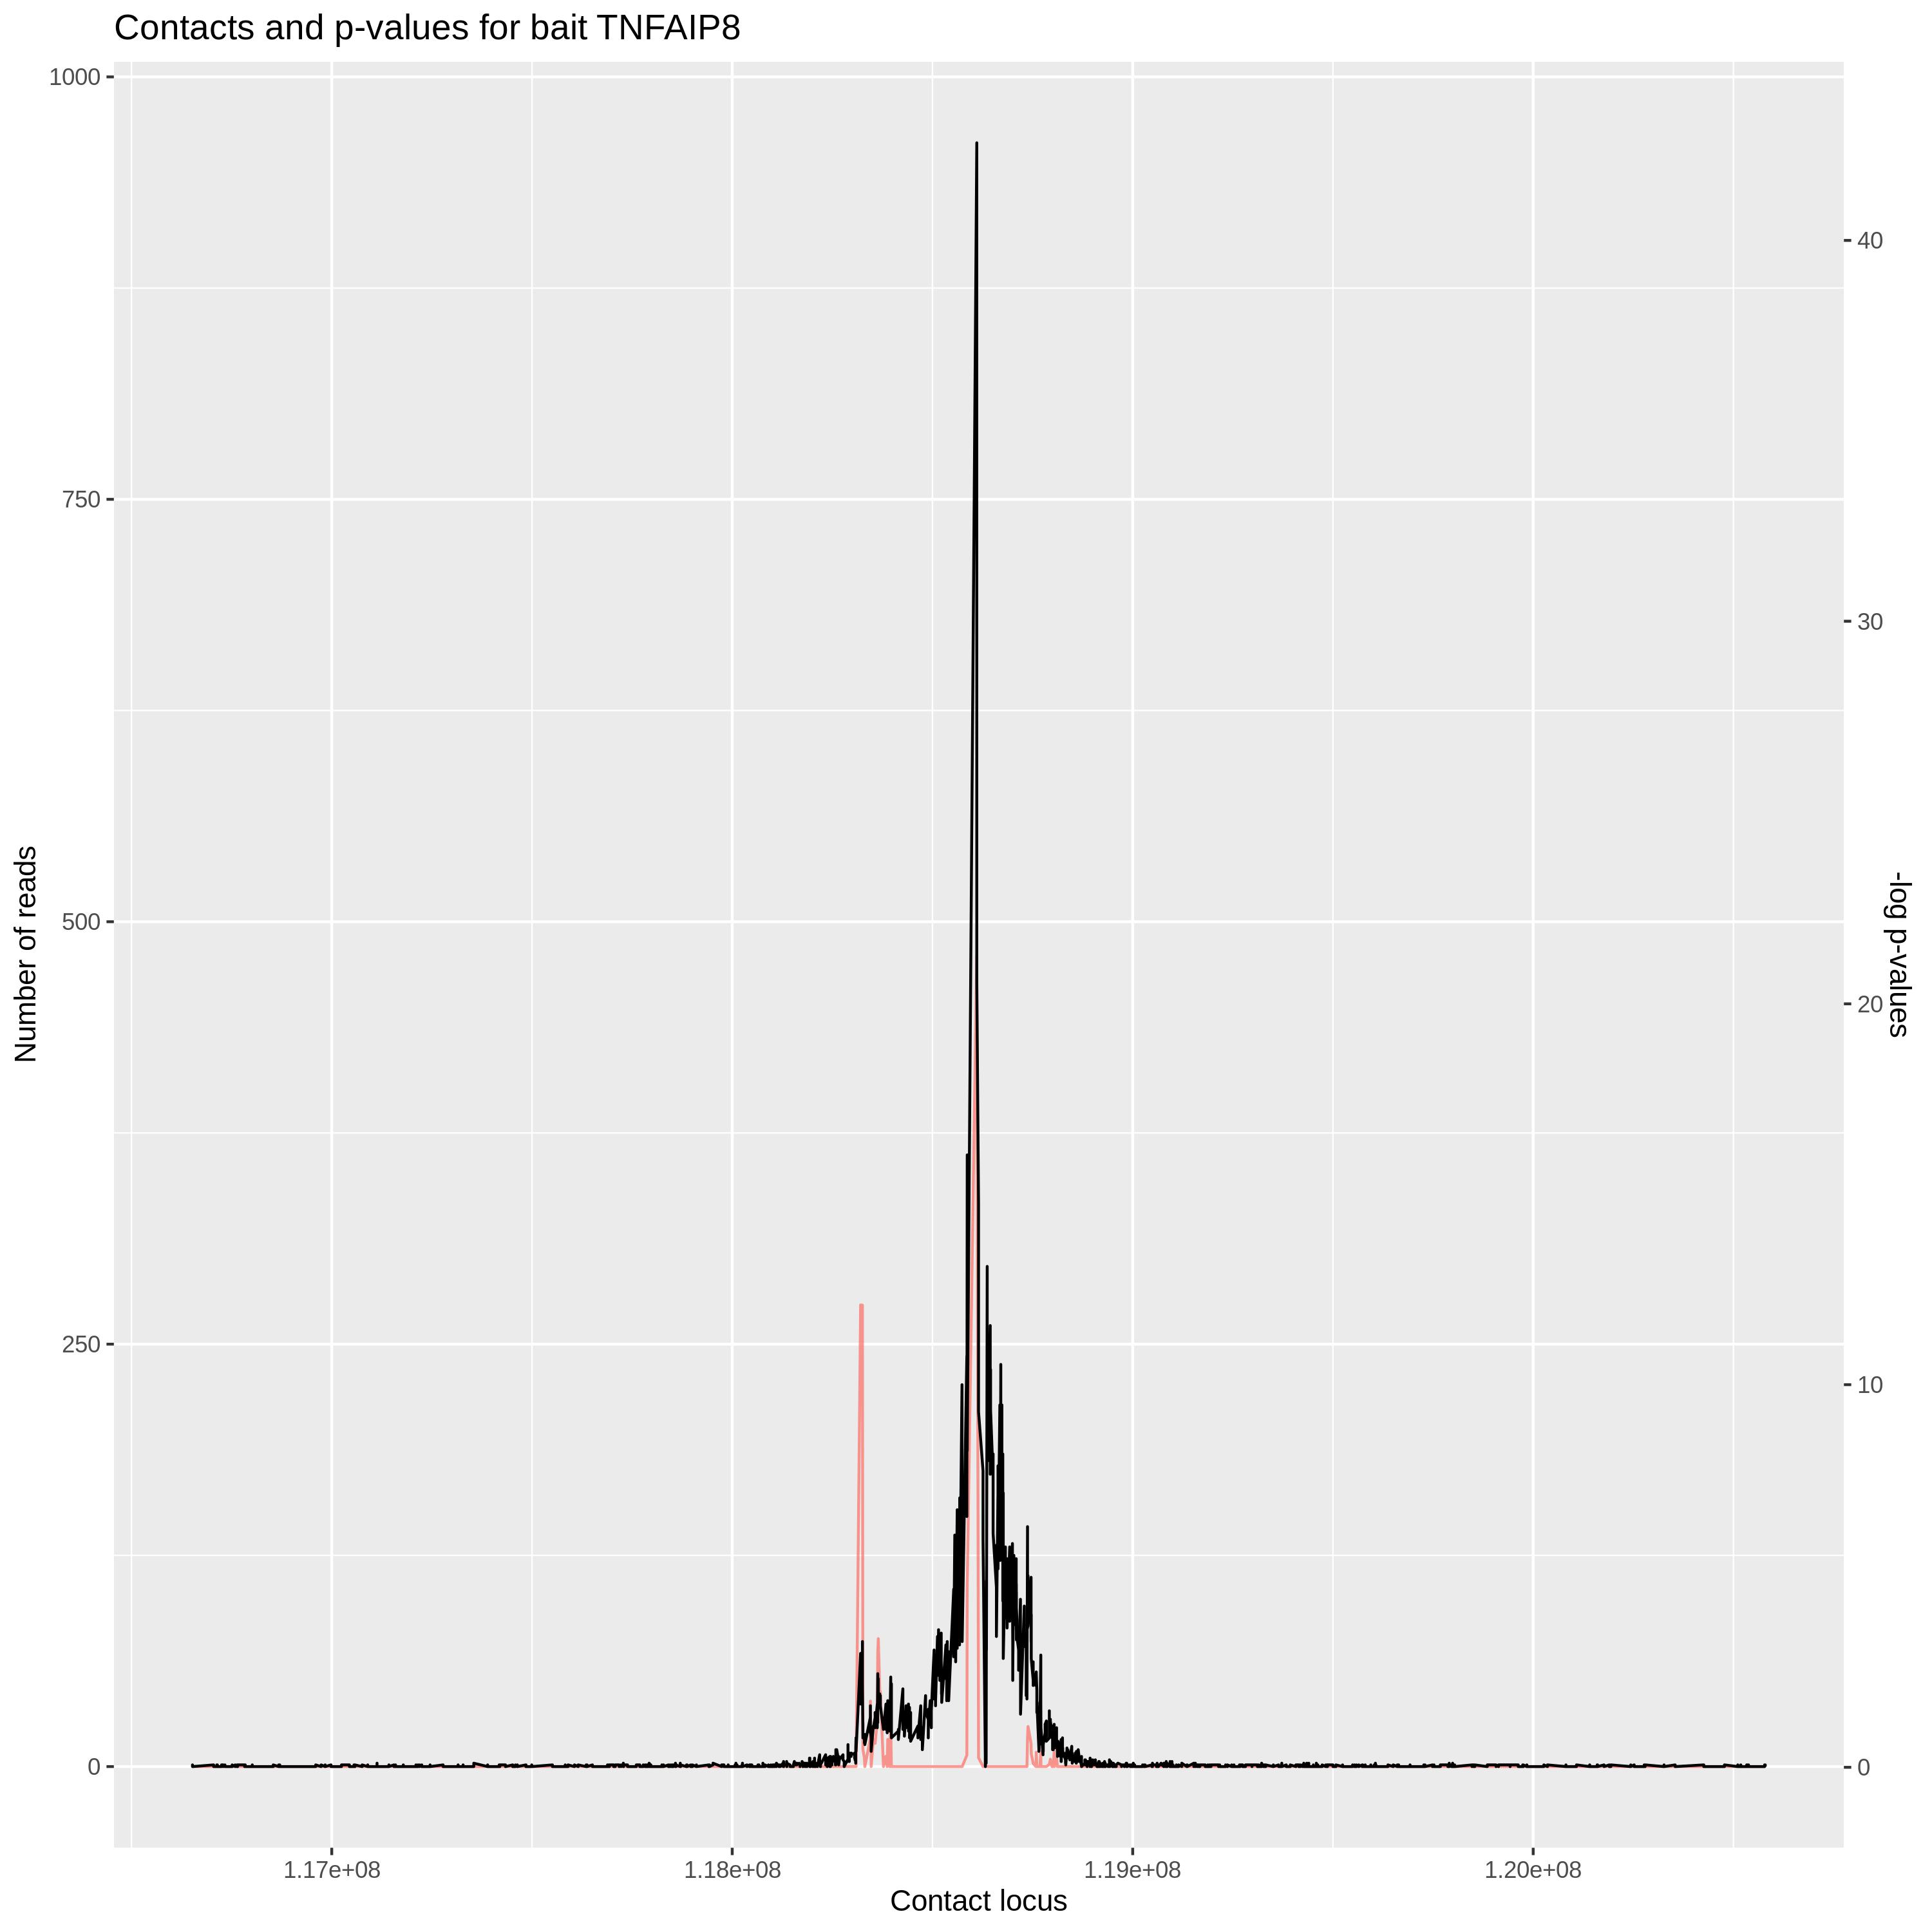 Contacts and p-values for bait TNFAIP8
1000
750
500
250
0
Number of reads
40
30
20
10
0
-log p-values
1.17e+08
1.18e+08
1.19e+08
1.20e+08
Contact locus